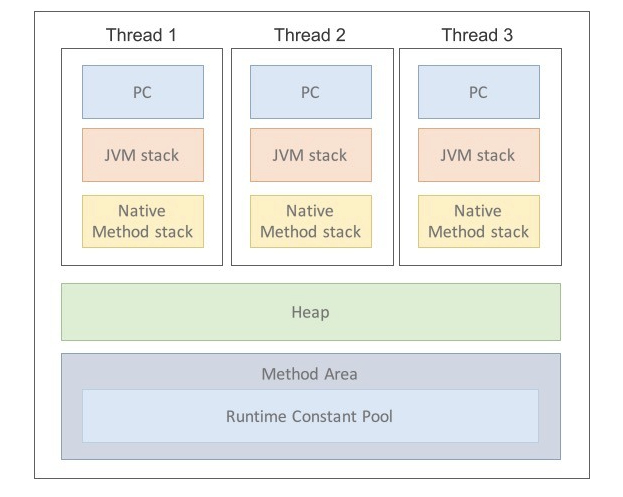 Thread 1
Thread 2
Thread 3
PC
PC
PC
JVM stack
JVM stack
JVM stack
Native
Method stack
Native
Method stack
Native
Method stack
Heap
Method Area
Runtime Constant Pool